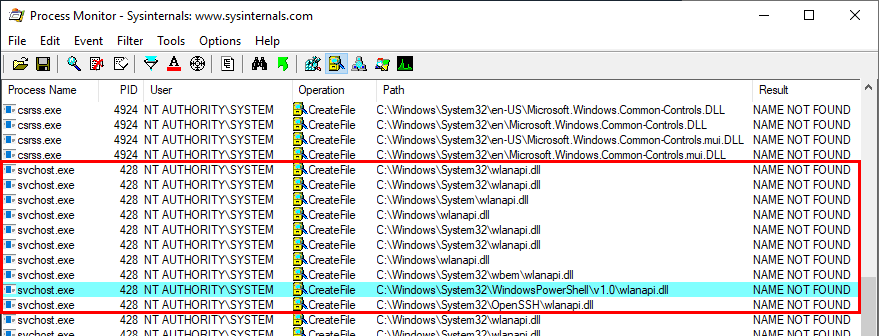 Process Monitor - Sysinternals: www.sysinternals.com
File Edit Event Filter Tools Options Help
Process Name PID User Operation Path Result
csrss.exe 4924 NT AUTHORITY\SYSTEM CreateFile C:\Windows\System32\en-US\Microsoft.Windows.Common-Controls.DLL NAME NOT FOUND
csrss.exe 4924 NT AUTHORITY\SYSTEM CreateFile C:\Windows\System32\en\Microsoft.Windows.Common-Controls.DLL NAME NOT FOUND
csrss.exe 4924 NT AUTHORITY\SYSTEM CreateFile C:\Windows\System32\en-US\Microsoft.Windows.Common-Controls.mui.DLL NAME NOT FOUND
csrss.exe 4924 NT AUTHORITY\SYSTEM CreateFile C:\Windows\System32\en\Microsoft.Windows.Common-Controls.mui.DLL NAME NOT FOUND
svchost.exe 428 NT AUTHORITY\SYSTEM CreateFile C:\Windows\System32\wlanapi.dll NAME NOT FOUND
svchost.exe 428 NT AUTHORITY\SYSTEM CreateFile C:\Windows\System32\wlanapi.dll NAME NOT FOUND
svchost.exe 428 NT AUTHORITY\SYSTEM CreateFile C:\Windows\System\wlanapi.dll NAME NOT FOUND
svchost.exe 428 NT AUTHORITY\SYSTEM CreateFile C:\Windows\wlanapi.dll NAME NOT FOUND
svchost.exe 428 NT AUTHORITY\SYSTEM CreateFile C:\Windows\System32\wlanapi.dll NAME NOT FOUND
svchost.exe 428 NT AUTHORITY\SYSTEM CreateFile C:\Windows\System32\wlanapi.dll NAME NOT FOUND
svchost.exe 428 NT AUTHORITY\SYSTEM CreateFile C:\Windows\wlanapi.dll NAME NOT FOUND
svchost.exe 428 NT AUTHORITY\SYSTEM CreateFile C:\Windows\System32\wbem\wlanapi.dll NAME NOT FOUND
svchost.exe 428 NT AUTHORITY\SYSTEM CreateFile C:\Windows\System32\WindowsPowerShell\v1.0\wlanapi.dll NAME NOT FOUND
svchost.exe 428 NT AUTHORITY\SYSTEM CreateFile C:\Windows\System32\OpenSSH\wlanapi.dll NAME NOT FOUND
svchost.exe 428 NT AUTHORITY\SYSTEM CreateFile C:\Windows\System32\wlanapi.dll NAME NOT FOUND